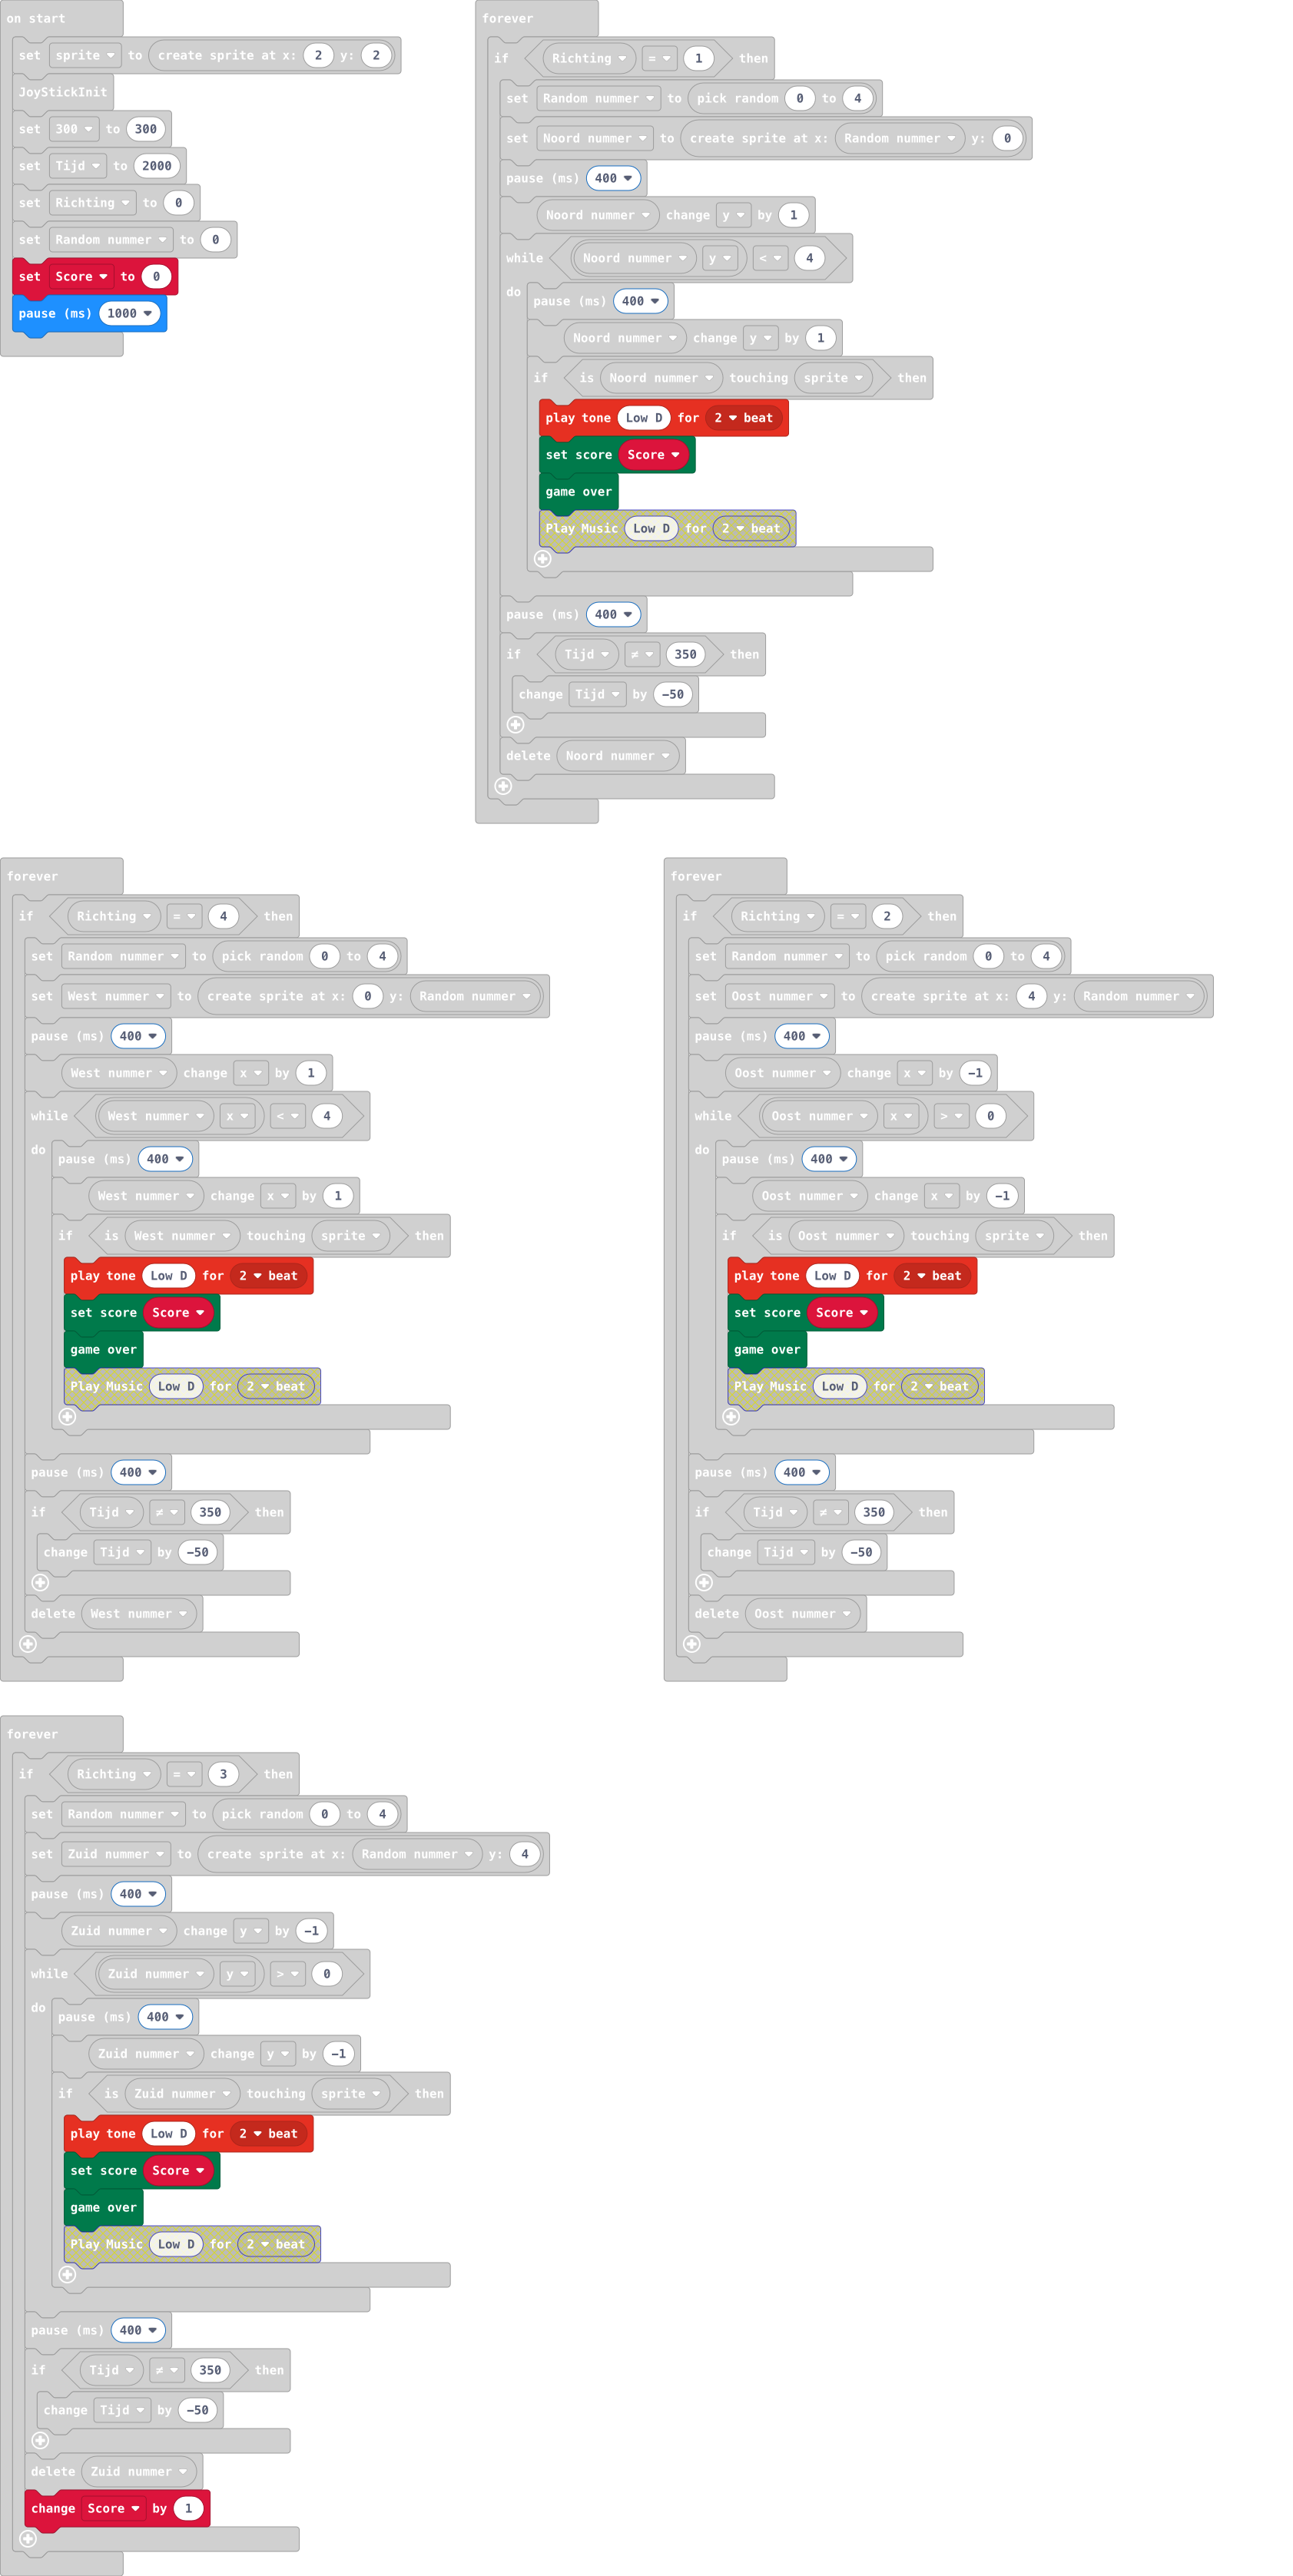 on start
set sprite to create sprite at x: 2 y: 2
JoyStickInit
set 300 to 300
set Tijd to 2000
set Richting to 0
set Random nummer to 0
set Score to 0
pause (ms) 1000
forever
if Richting = 1 then
set Random nummer to pick random 0 to 4
set Noord nummer to create sprite at x: Random nummer y: 0
pause (ms) 400
Noord nummer change y by 1
while Noord nummer y < 4
do pause (ms) 400
Noord nummer change y by 1
if is Noord nummer touching sprite then
play tone Low D for 2 beat
set score Score
game over
Play Music Low D for 2 beat
pause (ms) 400
if Tijd ≠ 350 then
change Tijd by -50
delete Noord nummer
forever
if Richting = 4 then
set Random nummer to pick random 0 to 4
set West nummer to create sprite at x: 0 y: Random nummer
pause (ms) 400
West nummer change x by 1
while West nummer x < 4
do pause (ms) 400
West nummer change x by 1
if is West nummer touching sprite then
play tone Low D for 2 beat
set score Score
game over
Play Music Low D for 2 beat
pause (ms) 400
if Tijd ≠ 350 then
change Tijd by -50
delete West nummer
forever
if Richting = 2 then
set Random nummer to pick random 0 to 4
set Oost nummer to create sprite at x: 4 y: Random nummer
pause (ms) 400
Oost nummer change x by -1
while Oost nummer x > 0
do pause (ms) 400
Oost nummer change x by -1
if is Oost nummer touching sprite then
play tone Low D for 2 beat
set score Score
game over
Play Music Low D for 2 beat
pause (ms) 400
if Tijd ≠ 350 then
change Tijd by -50
delete Oost nummer
forever
if Richting = 3 then
set Random nummer to pick random 0 to 4
set Zuid nummer to create sprite at x: Random nummer y: 4
pause (ms) 400
Zuid nummer change y by -1
while Zuid nummer y > 0
do pause (ms) 400
Zuid nummer change y by -1
if is Zuid nummer touching sprite then
play tone Low D for 2 beat
set score Score
game over
Play Music Low D for 2 beat
pause (ms) 400
if Tijd ≠ 350 then
change Tijd by -50
delete Zuid nummer
change Score by 1